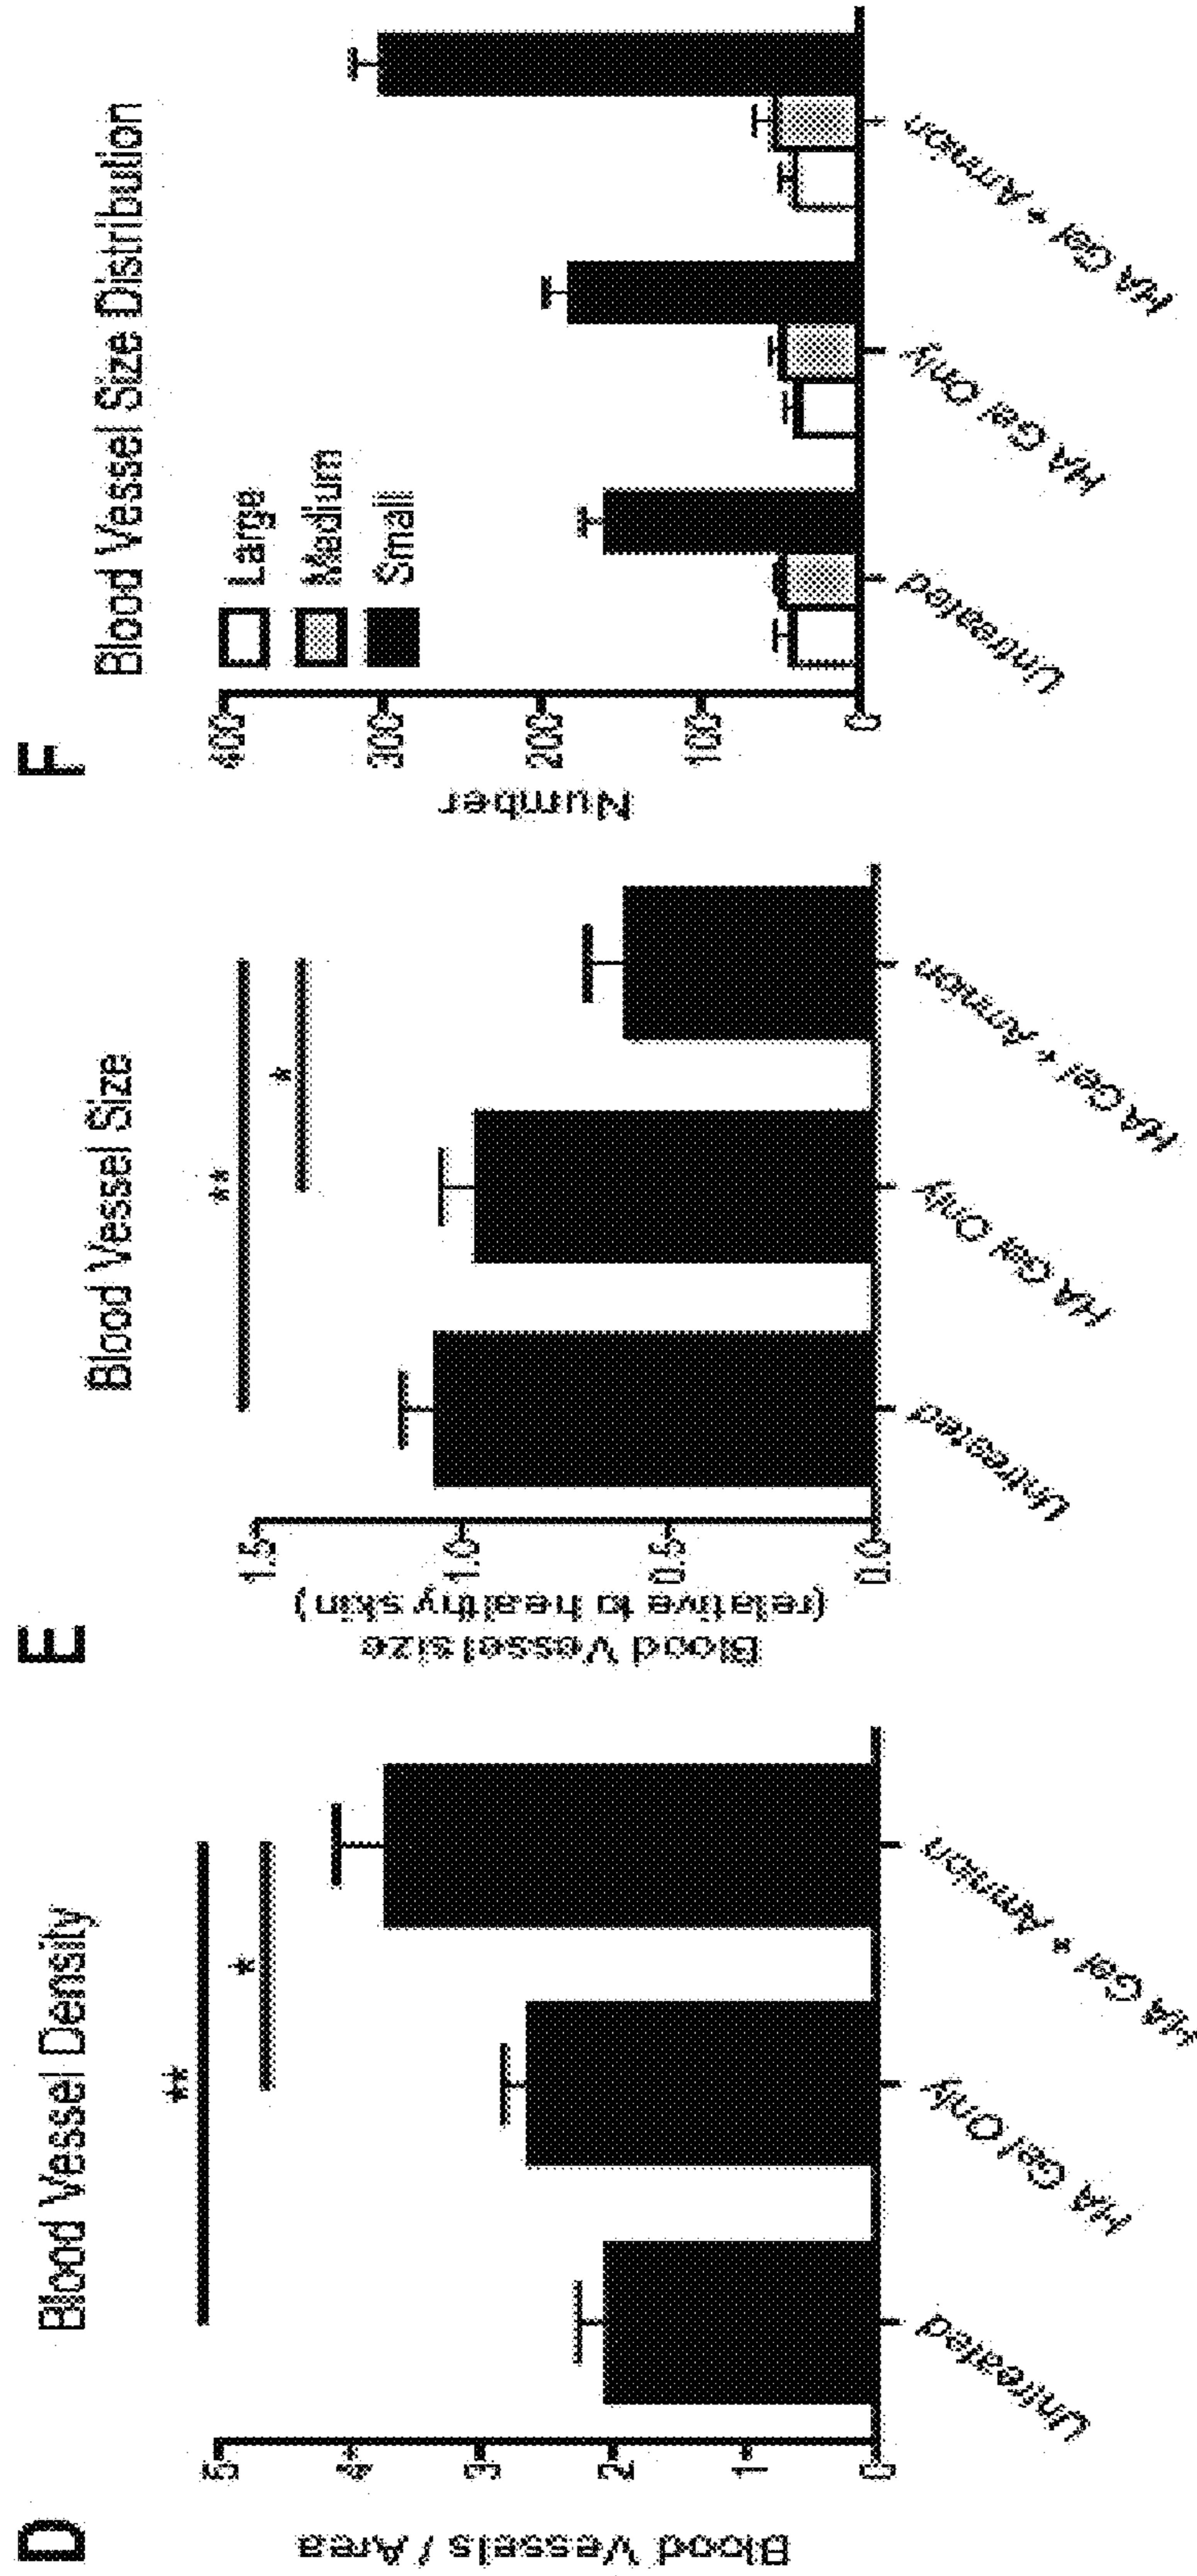 D
Blood Vessel Density
Blood Vessels / Area
5
4
3
2
1
0
**
*
Untreated
HA Gel Only
HA Gel + Amnion
E
Blood Vessel Size
Blood Vessel size
(relative to healthy skin)
1.5
1.0
0.5
0.0
**
*
Untreated
HA Gel Only
HA Gel + Amnion
F
Blood Vessel Size Distribution
Number
400
300
200
100
0
Large
Medium
Small
Untreated
HA Gel Only
HA Gel + Amnion